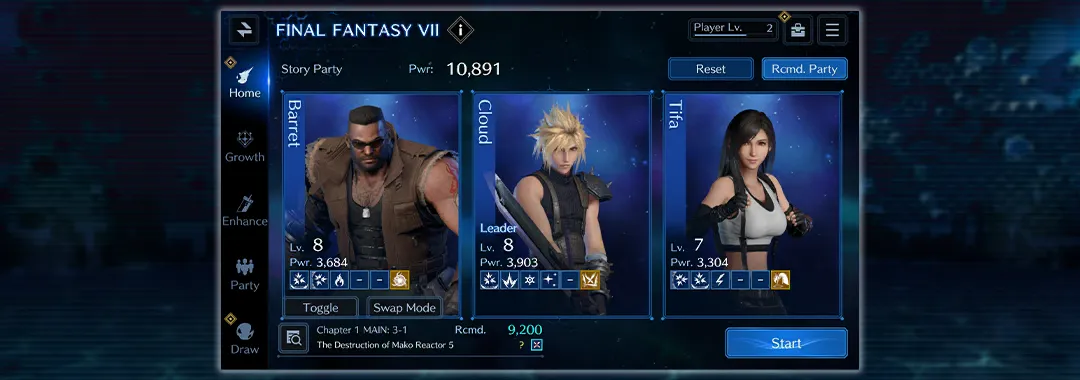 FINAL FANTASY VII
Player Lv. 2
Story Party Pwr: 10,891
Reset
Rcmd. Party
Home
Growth
Enhance
Party
Draw
Barret
Lv. 8
Pwr. 3,684
Toggle
Swap Mode
Cloud
Leader
Lv. 8
Pwr. 3,903
Tifa
Lv. 7
Pwr. 3,304
Chapter 1 MAIN: 3-1
The Destruction of Mako Reactor 5
Rcmd. 9,200
?
Start